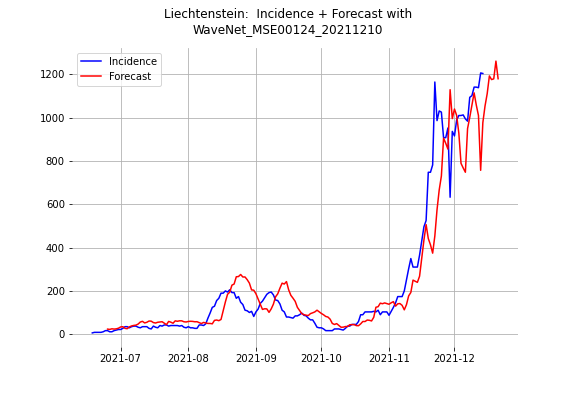 Liechtenstein:  Incidence + Forecast with
WaveNet_MSE00124_20211210
Incidence
Forecast
1200
1000
800
600
400
200
0
2021-07 2021-08 2021-09 2021-10 2021-11 2021-12